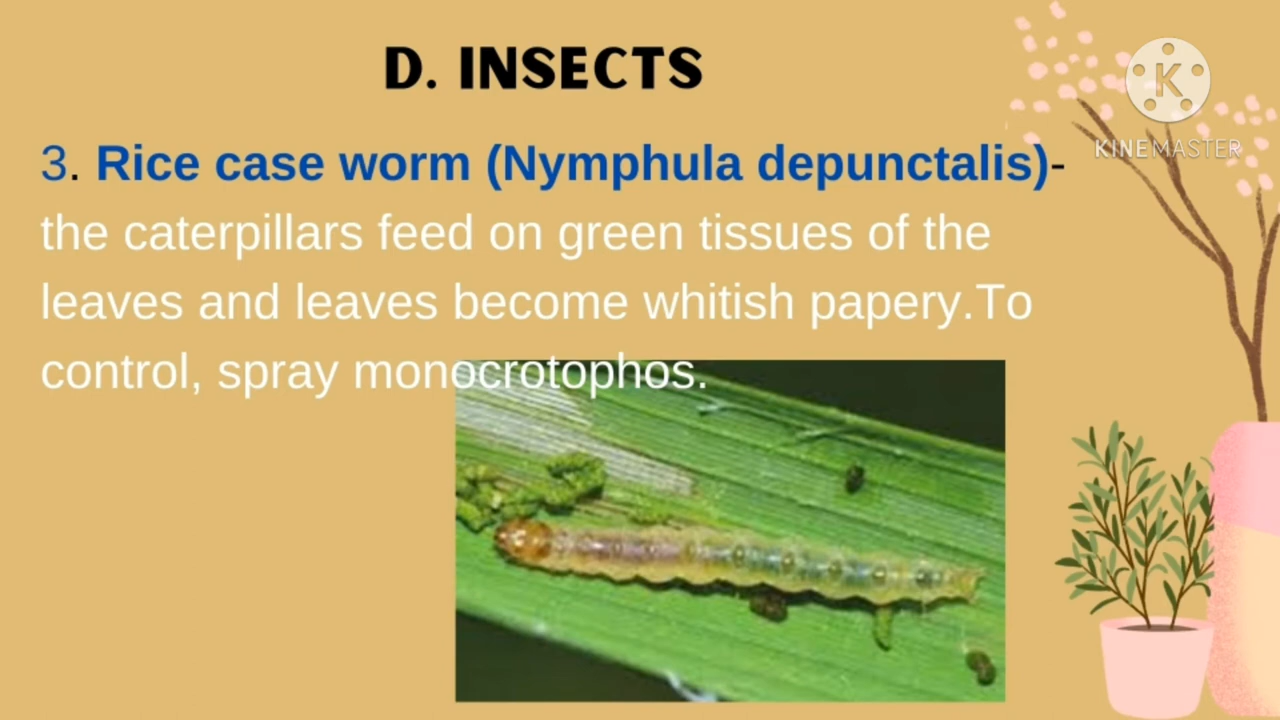 D. INSECTS
3. Rice case worm (Nymphula depunctalis)-
the caterpillars feed on green tissues of the
leaves and leaves become whitish papery.To
control, spray monocrotophos.
K
KINEMASTER